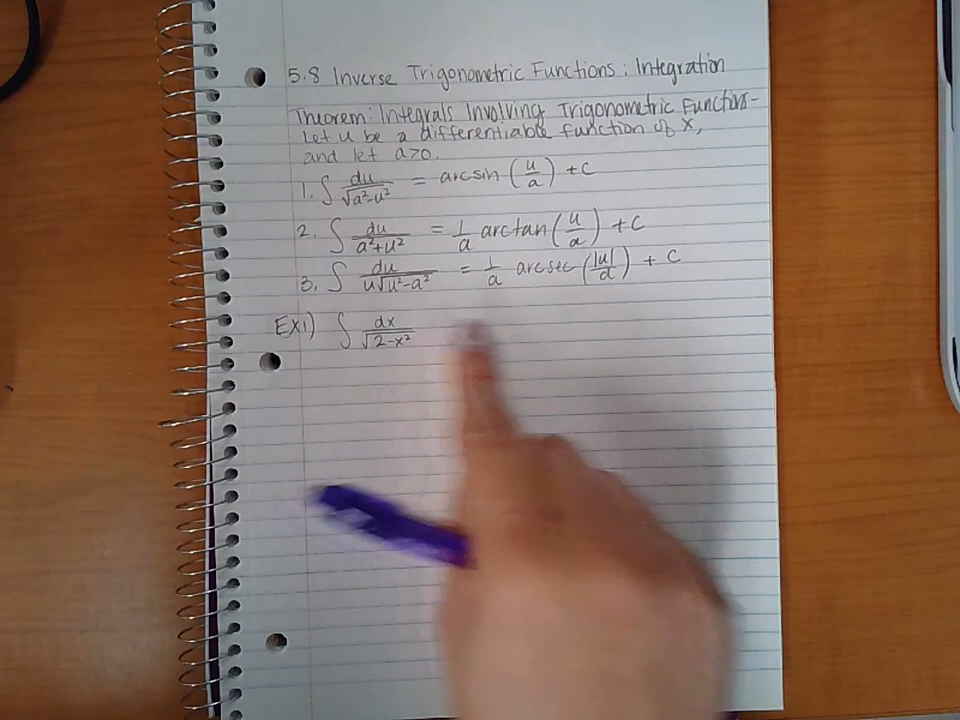 5.8 Inverse Trigonometric Functions: Integration
Theorem: Integrals Involving Trigonometric Functions-
Let u be a differentiable function of x,
and let a>0.
1. ∫ du/√a²-u² = arcsin (u/a) + C
2. ∫ du/a²+u² = 1/a arctan (u/a) + C
3. ∫ du/u√u²-a² = 1/a arcsec (|u|/a) + C
EX1) ∫ dx/√2-x²